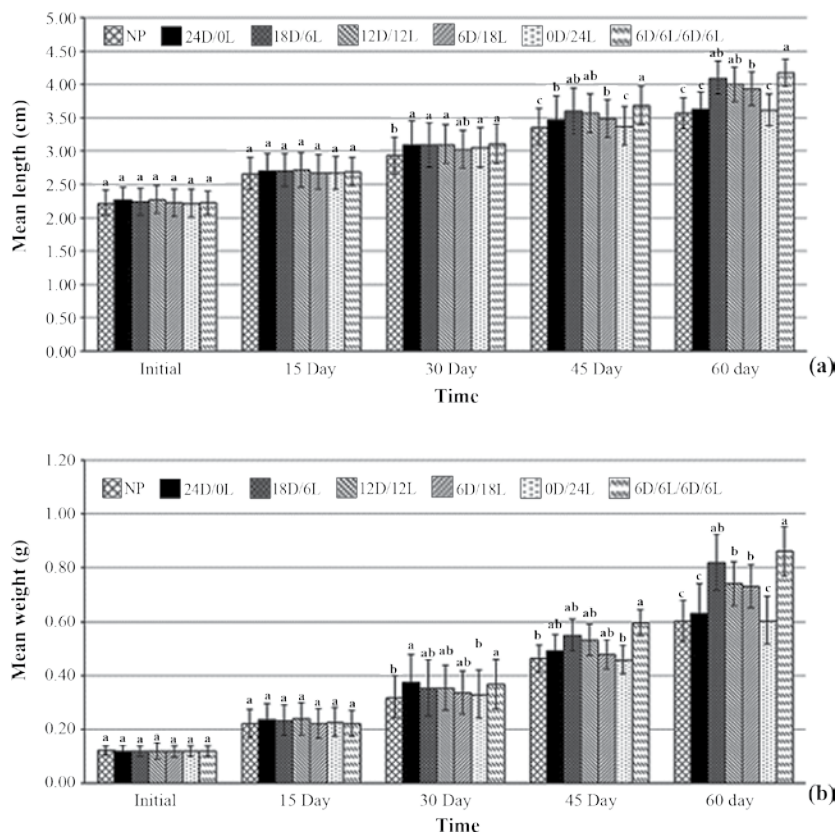 5.00
NP 24D/0L 18D/6L 12D/12L 6D/18L 0D/24L 6D/6L/6D/6L
4.50
4.00
3.50
3.00
2.50
2.00
1.50
1.00
0.50
0.00
Mean length (cm)
a a a a a a a
a a a a a a a
b a a a ab a a
c b ab ab b c a
c c ab a b c a
Initial 15 Day 30 Day 45 Day 60 day
Time
(a)
1.20
NP 24D/0L 18D/6L 12D/12L 6D/18L 0D/24L 6D/6L/6D/6L
1.00
0.80
0.60
0.40
0.20
0.00
Mean weight (g)
a a a a a a a
a a a a a a a
b a ab ab ab b a
b ab ab ab ab b a
c c ab b b c a
Initial 15 Day 30 Day 45 Day 60 day
Time
(b)